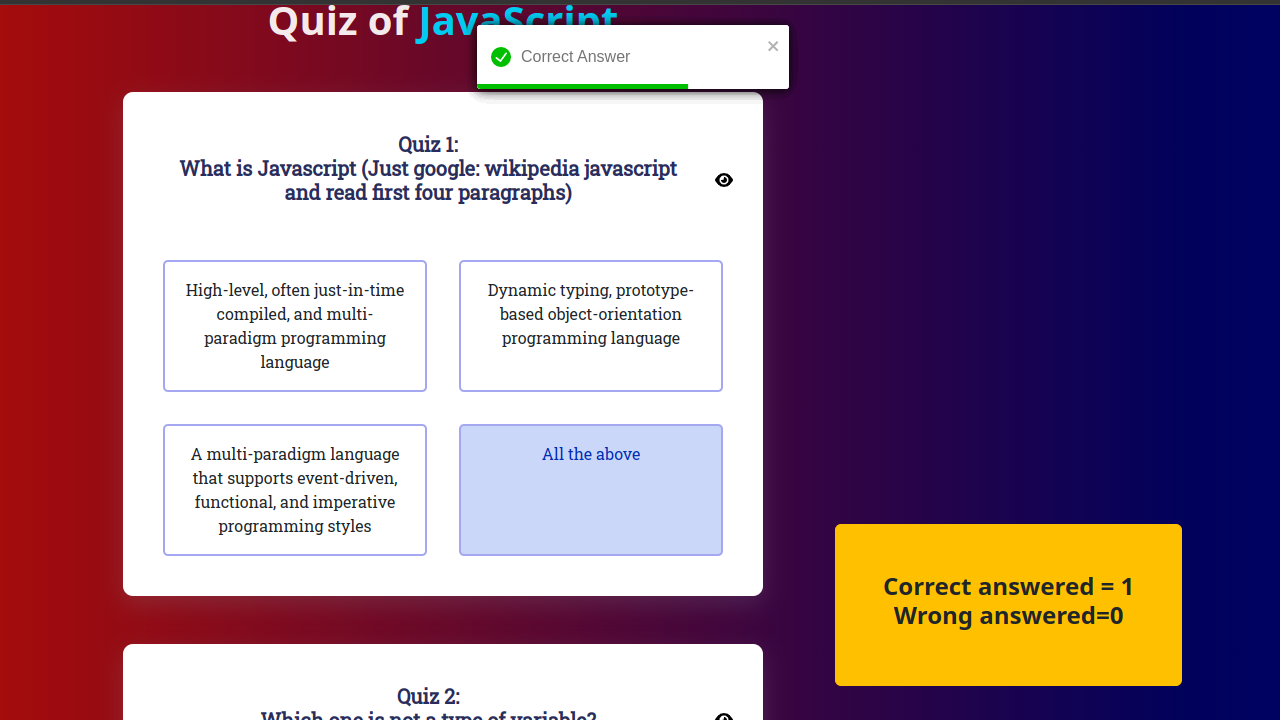 Quiz of JavaScript
Correct Answer
Quiz 1:
What is Javascript (Just google: wikipedia javascript
and read first four paragraphs)
High-level, often just-in-time
compiled, and multi-
paradigm programming
language
Dynamic typing, prototype-
based object-orientation
programming language
A multi-paradigm language
that supports event-driven,
functional, and imperative
programming styles
All the above
Correct answered = 1
Wrong answered=0
Quiz 2:
Which one is not a type of variable?